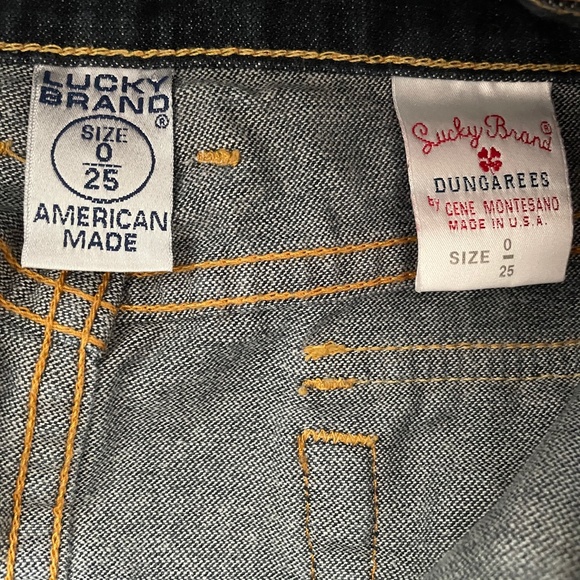 LUCKY
BRAND®
SIZE
0
25
AMERICAN
MADE
Lucky Brand®
DUNGAREES
by GENE MONTESANO
MADE IN U.S.A.
SIZE 0
25